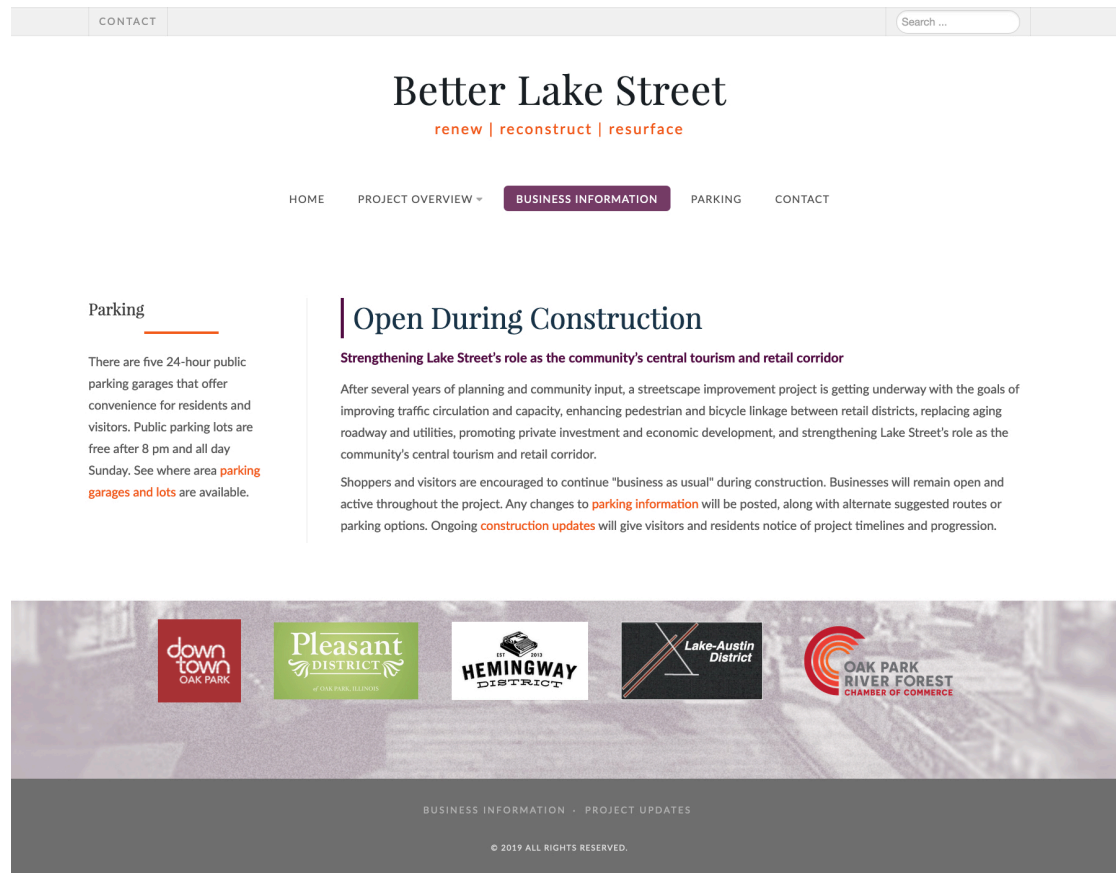 CONTACT
Search ...
Better Lake Street
renew | reconstruct | resurface
HOME PROJECT OVERVIEW BUSINESS INFORMATION PARKING CONTACT
Parking
There are five 24-hour public
parking garages that offer
convenience for residents and
visitors. Public parking lots are
free after 8 pm and all day
Sunday. See where area parking
garages and lots are available.
Open During Construction
Strengthening Lake Street's role as the community's central tourism and retail corridor
After several years of planning and community input, a streetscape improvement project is getting underway with the goals of
improving traffic circulation and capacity, enhancing pedestrian and bicycle linkage between retail districts, replacing aging
roadway and utilities, promoting private investment and economic development, and strengthening Lake Street's role as the
community's central tourism and retail corridor.
Shoppers and visitors are encouraged to continue "business as usual" during construction. Businesses will remain open and
active throughout the project. Any changes to parking information will be posted, along with alternate suggested routes or
parking options. Ongoing construction updates will give visitors and residents notice of project timelines and progression.
down
town
OAK PARK
Pleasant
DISTRICT
of OAK PARK, ILLINOIS
EST 2013
HEMINGWAY
DISTRICT
Lake-Austin
District
OAK PARK
RIVER FOREST
CHAMBER OF COMMERCE
BUSINESS INFORMATION · PROJECT UPDATES
© 2019 ALL RIGHTS RESERVED.